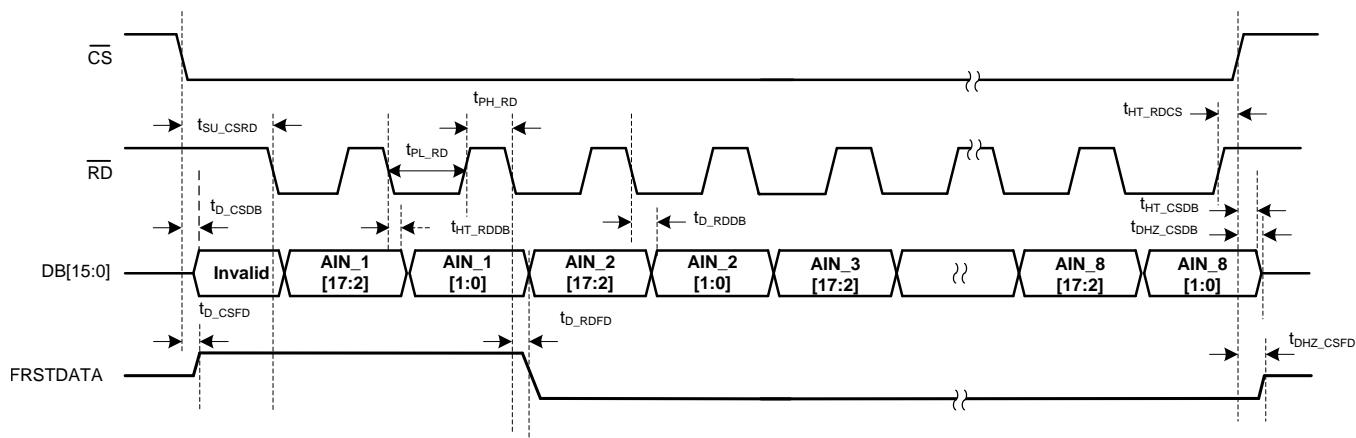 CS
t_PH_RD
t_SU_CSRD
t_HT_RDCS
t_PL_RD
RD
t_D_CSDB
t_HT_RDDB
t_D_RDDB
t_HT_CSDB
t_DHZ_CSDB
DB[15:0]
Invalid
AIN_1
[17:2]
AIN_1
[1:0]
AIN_2
[17:2]
AIN_2
[1:0]
AIN_3
[17:2]
AIN_8
[17:2]
AIN_8
[1:0]
t_D_CSFD
t_D_RDFD
t_DHZ_CSFD
FRSTDATA